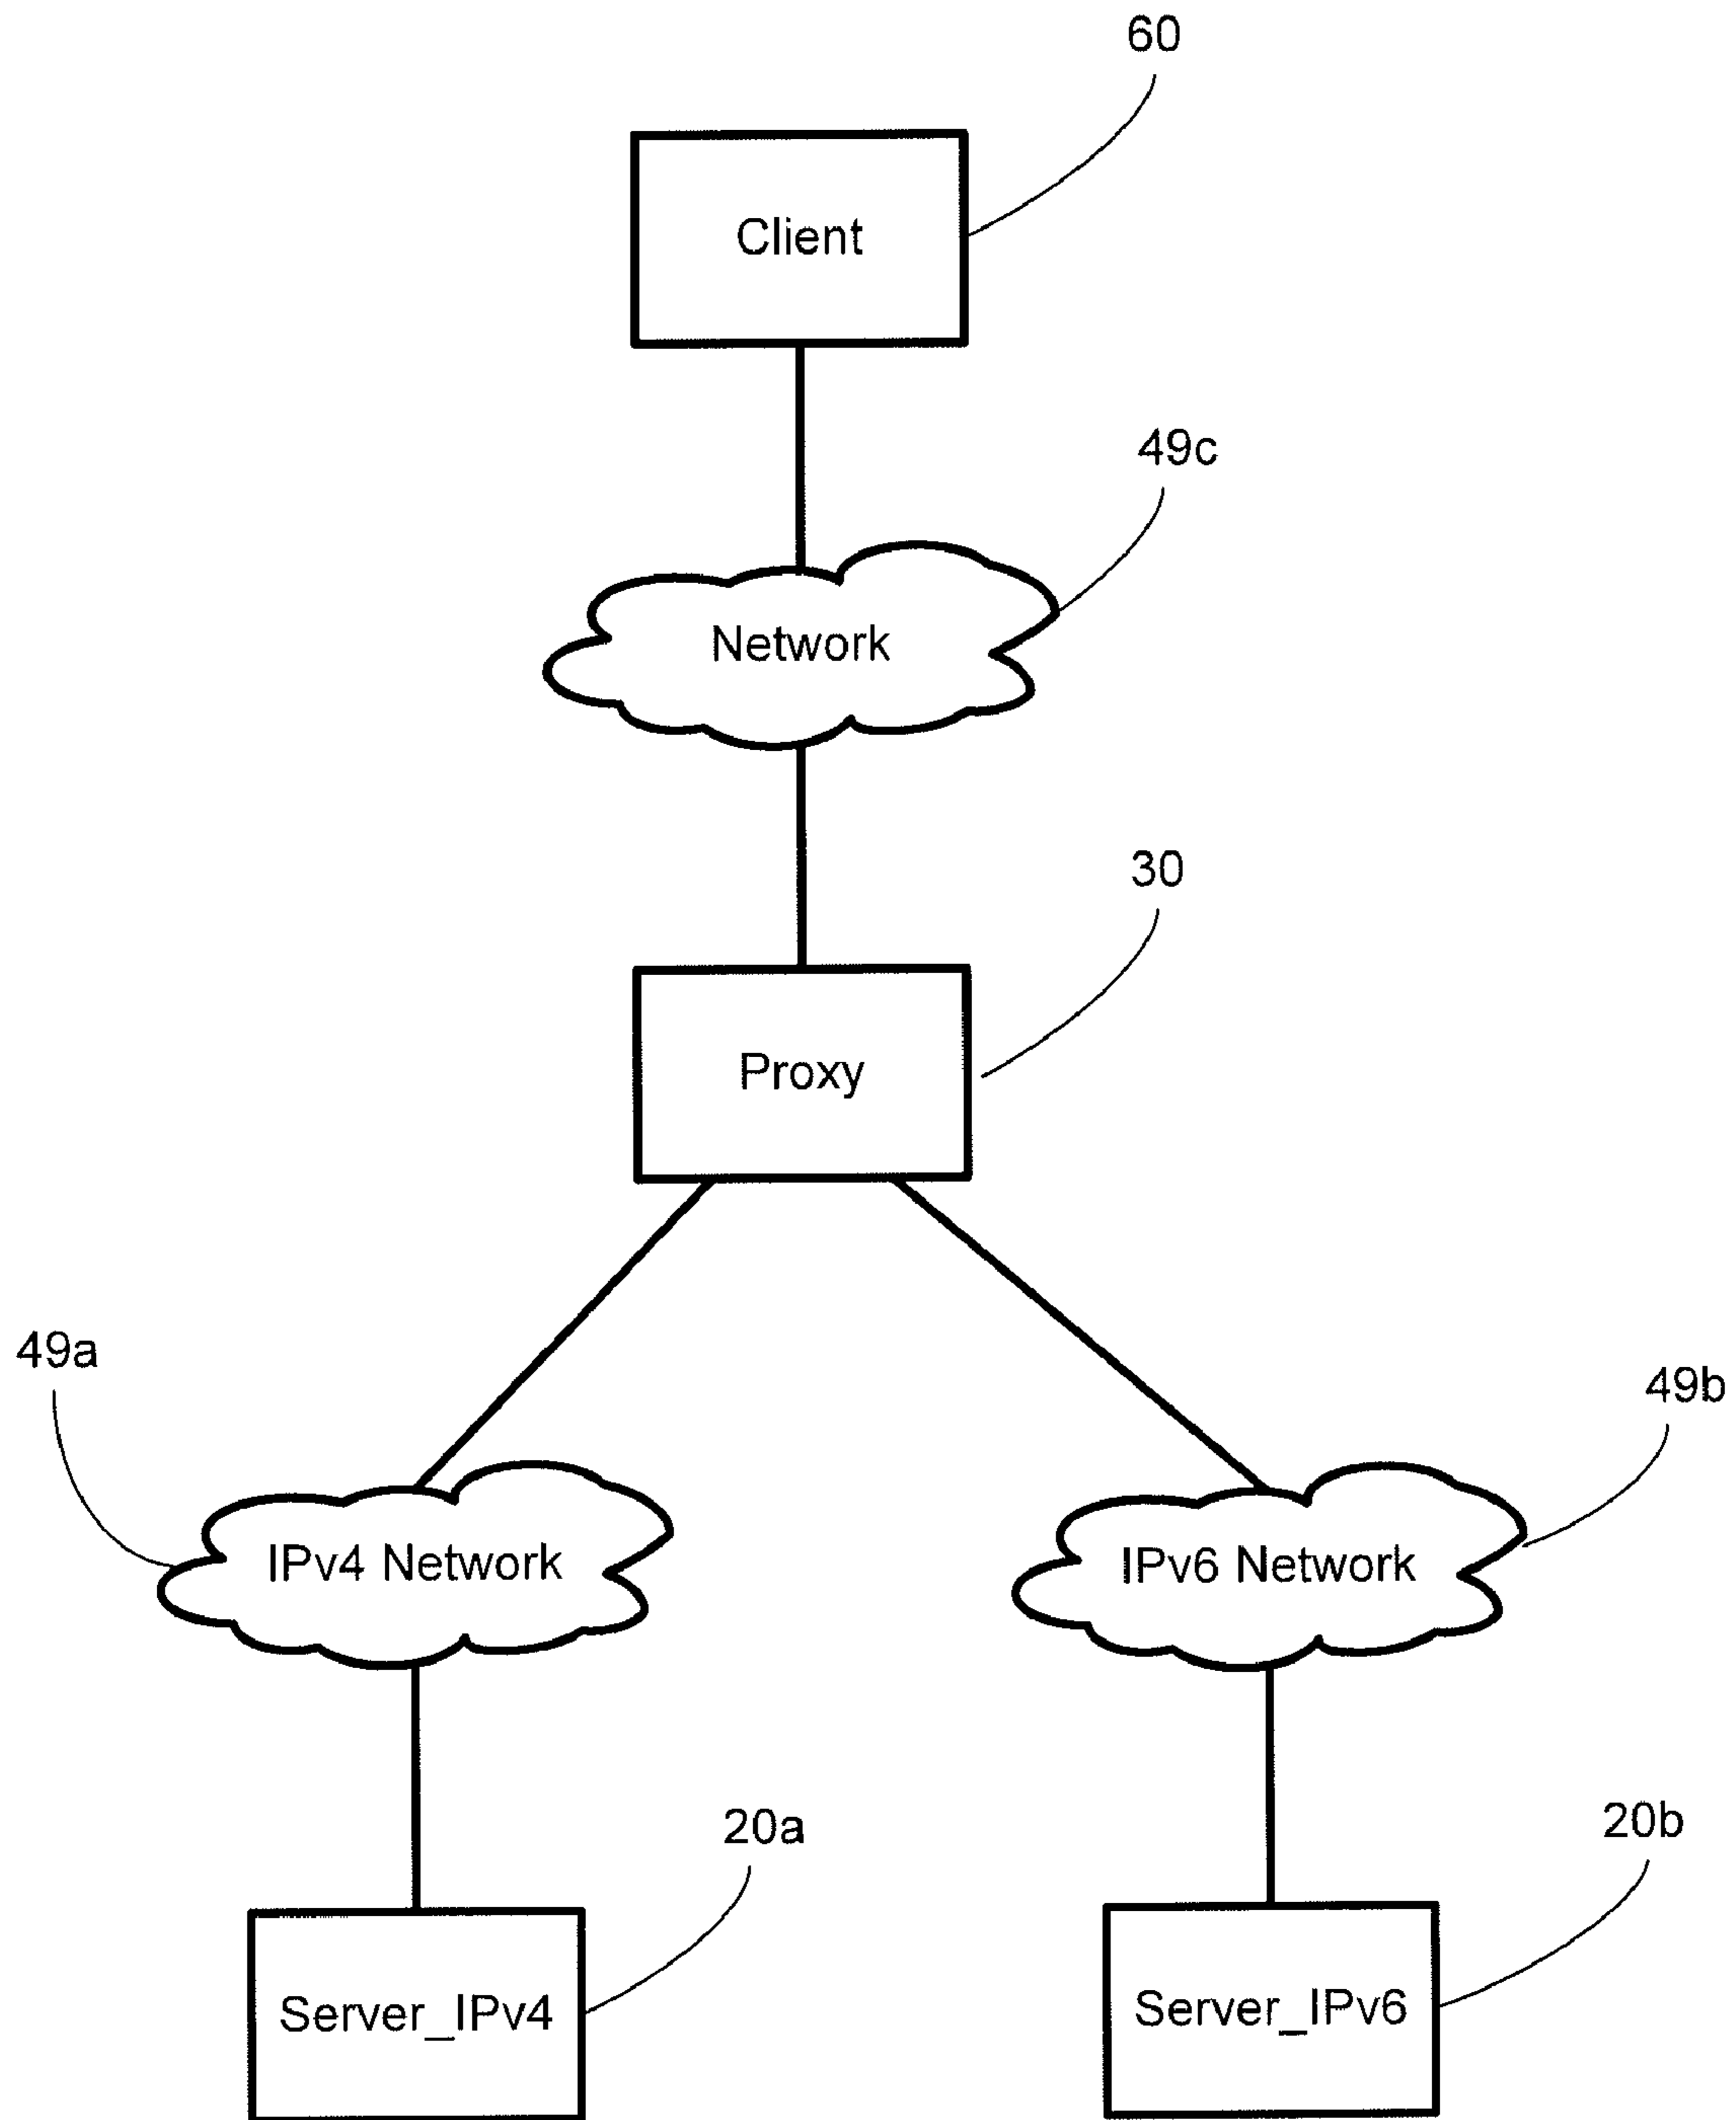 60
Client
49c
Network
30
Proxy
49a
49b
IPv4 Network
IPv6 Network
20a
20b
Server_IPv4
Server_IPv6